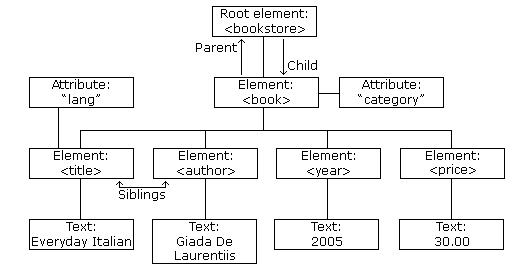 Root element:
<bookstore>
Parent
Child
Attribute:
"lang"
Element:
<book>
Attribute:
"category"
Element:
<title>
Element:
<author>
Element:
<year>
Element:
<price>
Siblings
Text:
Everyday Italian
Text:
Giada De
Laurentiis
Text:
2005
Text:
30.00